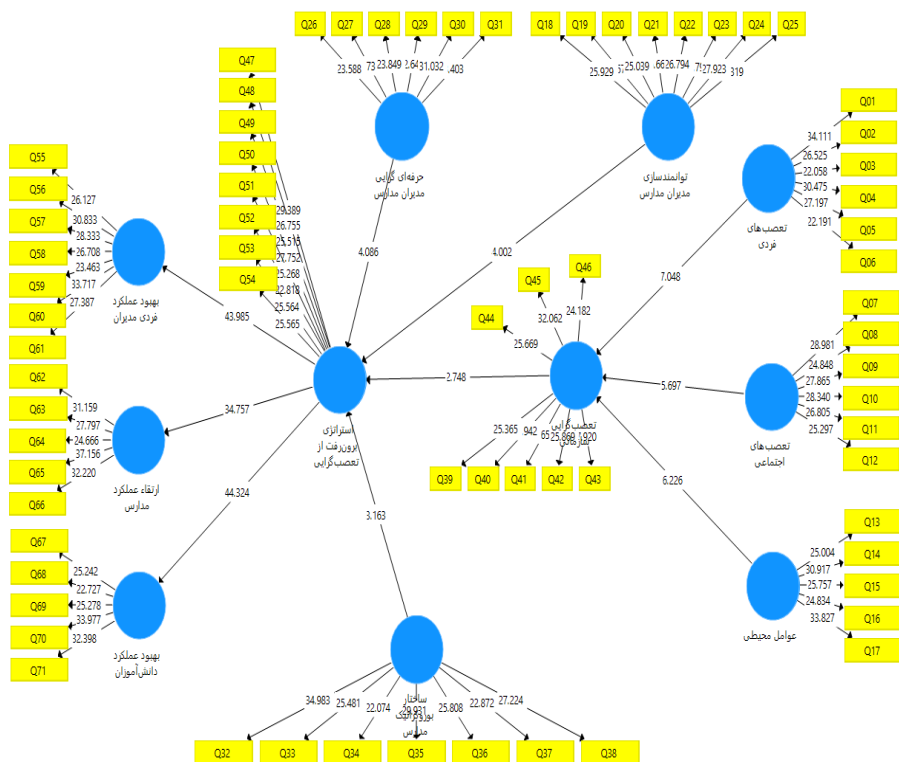 Q26 Q27 Q28 Q29 Q30 Q31
23.588 23.849 31.032
Q18 Q19 Q20 Q21 Q22 Q23 Q24 Q25
25.929 25.039 26.794 27.923
حرفه‌ای گرایی
مدیران مدارس
توانمندسازی
مدیران مدارس
Q47
Q48
Q49
Q50
Q51
Q52
Q53
Q54
29.389
26.755
25.515
27.752
25.268
22.818
25.564
25.565
Q01
Q02
Q03
Q04
Q05
Q06
34.111
26.525
22.058
30.475
27.197
22.191
تعصب‌های
فردی
Q55
Q56
Q57
Q58
Q59
Q60
Q61
26.127
30.833
28.333
26.708
23.463
33.717
27.387
بهبود عملکرد
فردی مدیران
4.086
4.002
7.048
43.985
Q44 Q45 Q46
25.669 32.062 24.182
Q07
Q08
Q09
Q10
Q11
Q12
28.981
24.848
27.865
28.340
26.805
25.297
تعصب‌های
اجتماعی
2.748
5.697
34.757
استراتژی
برون‌رفت از
تعصب‌گرایی
تعصب‌گرایی
25.365
Q39 Q40 Q41 Q42 Q43
Q62
Q63
Q64
Q65
Q66
31.159
27.797
24.666
37.156
32.220
ارتقاء عملکرد
مدارس
44.324
3.163
6.226
Q13
Q14
Q15
Q16
Q17
25.004
30.917
25.757
24.834
33.827
عوامل محیطی
Q67
Q68
Q69
Q70
Q71
25.242
22.727
25.278
33.977
32.398
بهبود عملکرد
دانش‌آموزان
ساختار
بوروکراتیک
مدارس
34.983 25.481 22.074 29.931 25.808 22.872 27.224
Q32 Q33 Q34 Q35 Q36 Q37 Q38